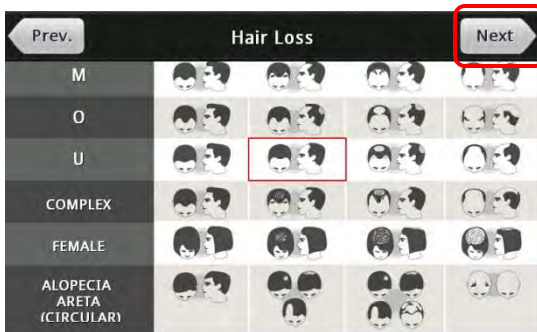 Prev.
Hair Loss
Next
M
O
U
COMPLEX
FEMALE
ALOPECIA
ARETA
(CIRCULAR)